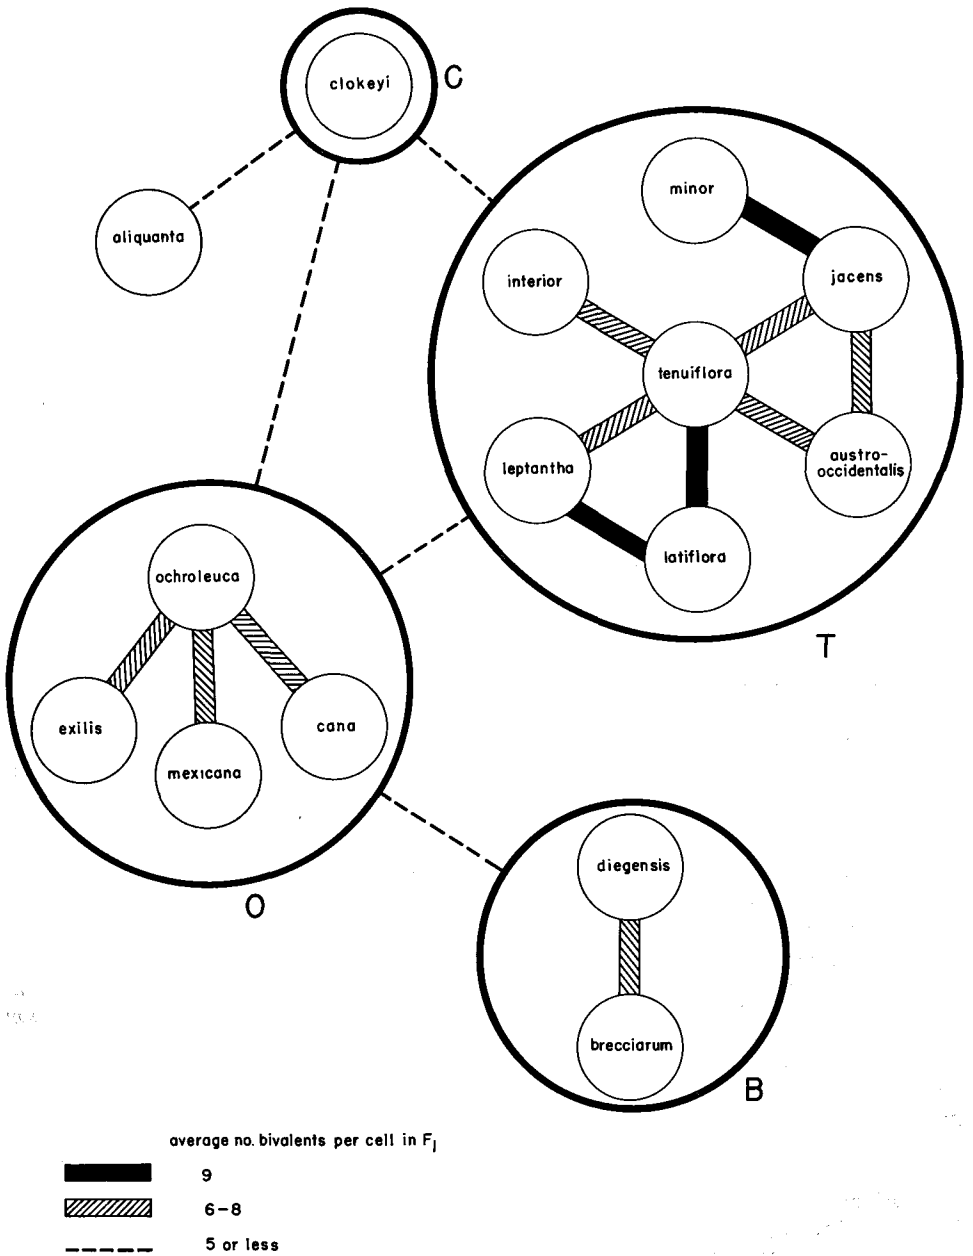 clokeyi
C
aliquanta
minor
interior
jacens
tenuiflora
leptantha
austro-
occidentalis
latiflora
T
ochroleuca
exilis
cana
mexicana
O
diegensis
brecciarum
B
average no. bivalents per cell in F1
9
6-8
5 or less